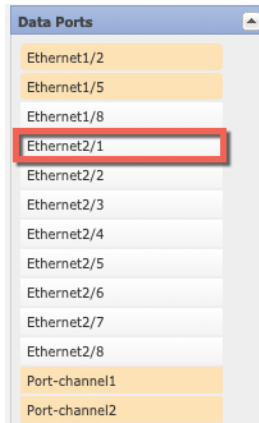 Data Ports
Ethernet1/2
Ethernet1/5
Ethernet1/8
Ethernet2/1
Ethernet2/2
Ethernet2/3
Ethernet2/4
Ethernet2/5
Ethernet2/6
Ethernet2/7
Ethernet2/8
Port-channel1
Port-channel2